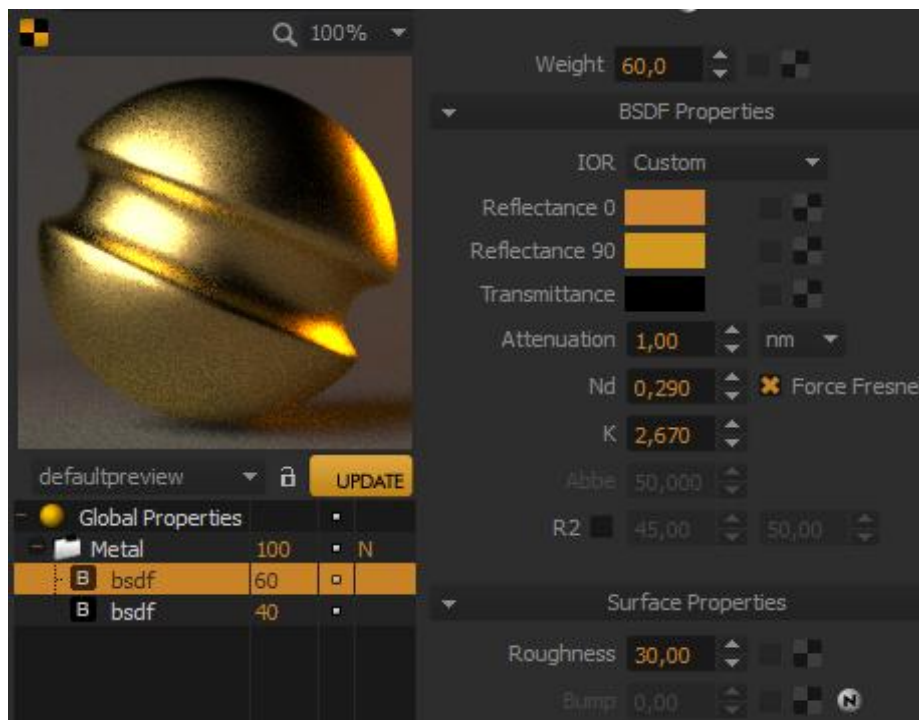 100%
defaultpreview
UPDATE
Global Properties
Metal 100 N
B bsdf 60
B bsdf 40
Weight 60,0
BSDF Properties
IOR Custom
Reflectance 0
Reflectance 90
Transmittance
Attenuation 1,00 nm
Nd 0,290 Force Fresne
K 2,670
Abbe 50,000
R2 45,00 50,00
Surface Properties
Roughness 30,00
Bump 0,00 N